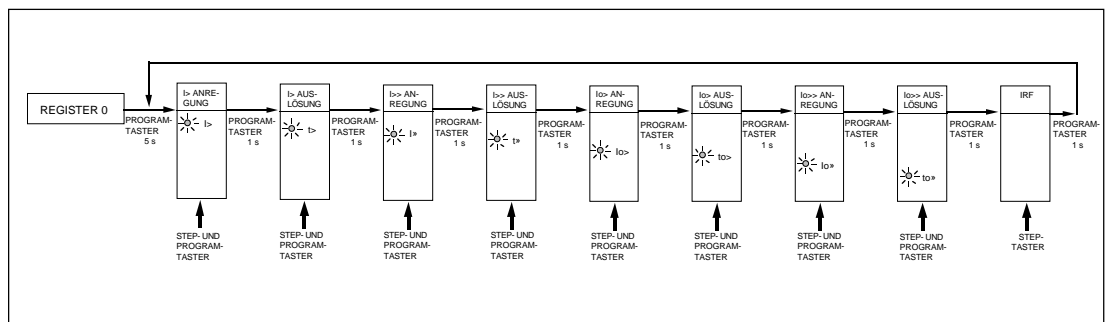 REGISTER 0
PROGRAM-
TASTER
5 s
I> ANRE-
GUNG
I>
STEP- UND
PROGRAM-
TASTER
PROGRAM-
TASTER
1 s
I> AUS-
LÖSUNG
t>
STEP- UND
PROGRAM-
TASTER
PROGRAM-
TASTER
1 s
I>> AN-
REGUNG
I»
STEP- UND
PROGRAM-
TASTER
PROGRAM-
TASTER
1 s
I>> AUS-
LÖSUNG
t»
STEP- UND
PROGRAM-
TASTER
PROGRAM-
TASTER
1 s
Io> AN-
REGUNG
Io>
STEP- UND
PROGRAM-
TASTER
PROGRAM-
TASTER
1 s
Io> AUS-
LÖSUNG
to>
STEP- UND
PROGRAM-
TASTER
PROGRAM-
TASTER
1 s
Io>> AN-
REGUNG
Io»
STEP- UND
PROGRAM-
TASTER
PROGRAM-
TASTER
1 s
Io>> AUS-
LÖSUNG
to»
STEP- UND
PROGRAM-
TASTER
PROGRAM-
TASTER
1 s
IRF
STEP-
TASTER
PROGRAM-
TASTER
1 s